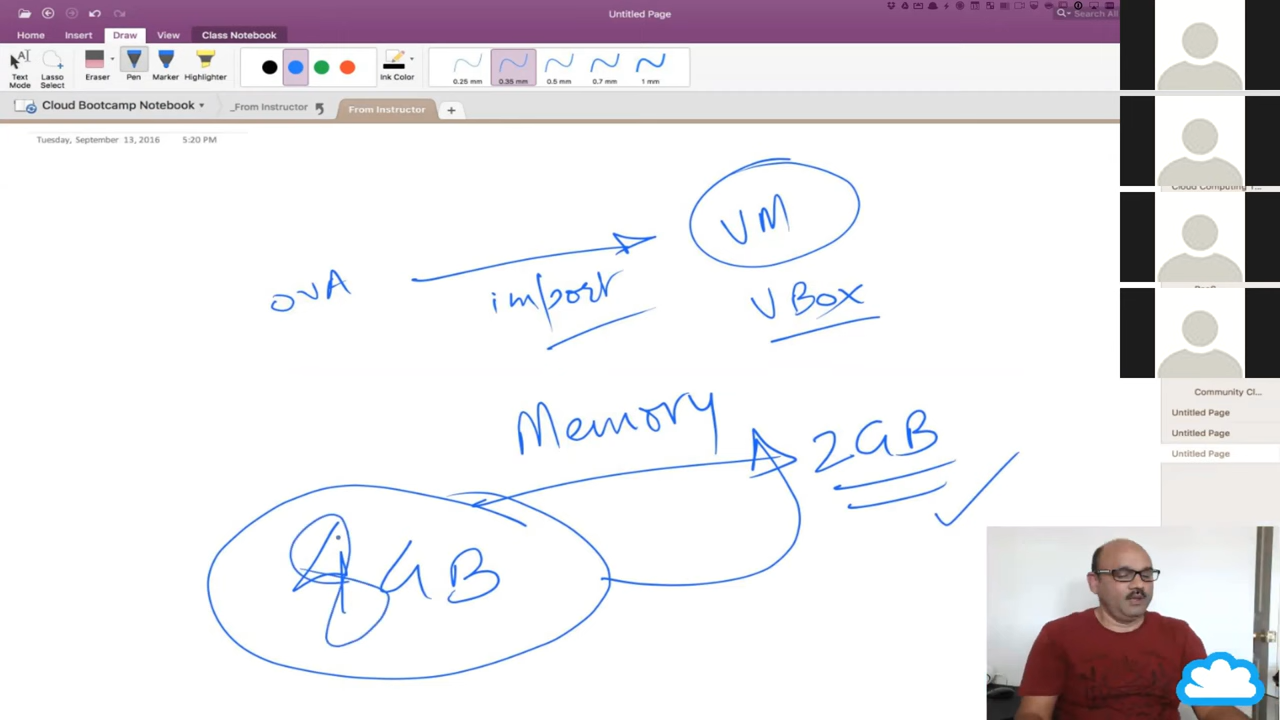 Untitled Page
Search All
Home Insert Draw View Class Notebook
Text Mode
Lasso Select
Eraser
Pen
Marker
Highlighter
Ink Color
0.25 mm
0.35 mm
0.5 mm
0.7 mm
1 mm
Cloud Bootcamp Notebook
_From Instructor
From Instructor
Tuesday, September 13, 2016 5:20 PM
VM
OVA
import
VBox
Memory
2GB
4GB
Community Cl...
Untitled Page
Untitled Page
Untitled Page